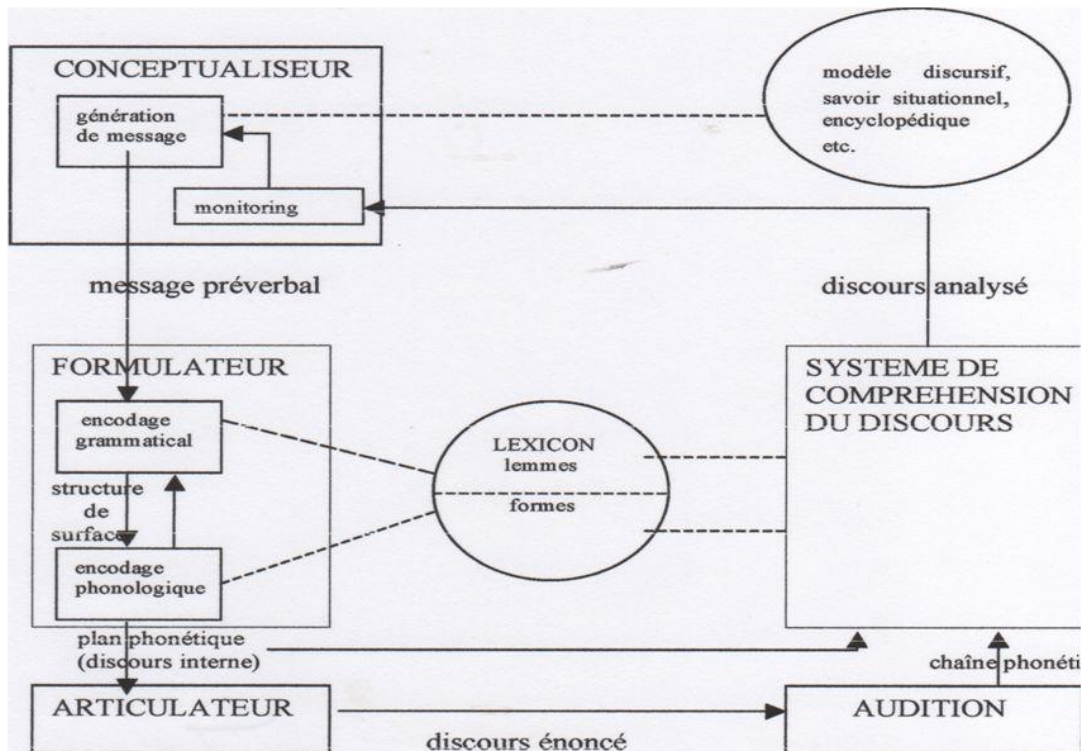 CONCEPTUALISEUR
génération
de message
monitoring
modèle discursif,
savoir situationnel,
encyclopédique
etc.
message préverbal
discours analysé
FORMULATEUR
encodage
grammatical
structure
de
surface
encodage
phonologique
LEXICON
lemmes
formes
SYSTEME DE
COMPREHENSION
DU DISCOURS
plan phonétique
(discours interne)
chaîne phonéti
ARTICULATEUR
AUDITION
discours énoncé